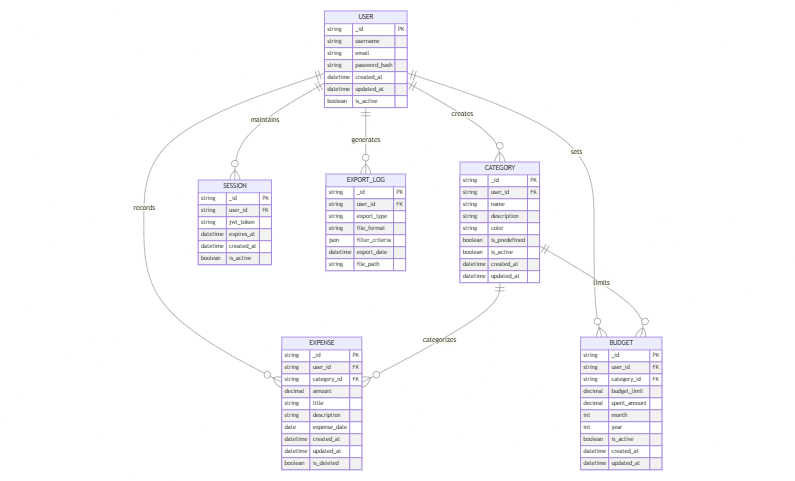 USER
string _id PK
string username
string email
string password_hash
datetime created_at
datetime updated_at
boolean is_active
maintains
generates
creates
sets
records
SESSION
string _id PK
string user_id FK
string jwt_token
datetime expires_at
datetime created_at
boolean is_active
EXPORT_LOG
string _id PK
string user_id FK
string export_type
string file_format
json filter_criteria
datetime export_date
string file_path
CATEGORY
string _id PK
string user_id FK
string name
string description
string color
boolean is_predefined
boolean is_active
datetime created_at
datetime updated_at
limits
categorizes
EXPENSE
string _id PK
string user_id FK
string category_id FK
decimal amount
string title
string description
date expense_date
datetime created_at
datetime updated_at
boolean is_deleted
BUDGET
string _id PK
string user_id FK
string category_id FK
decimal budget_limit
decimal spent_amount
int month
int year
boolean is_active
datetime created_at
datetime updated_at